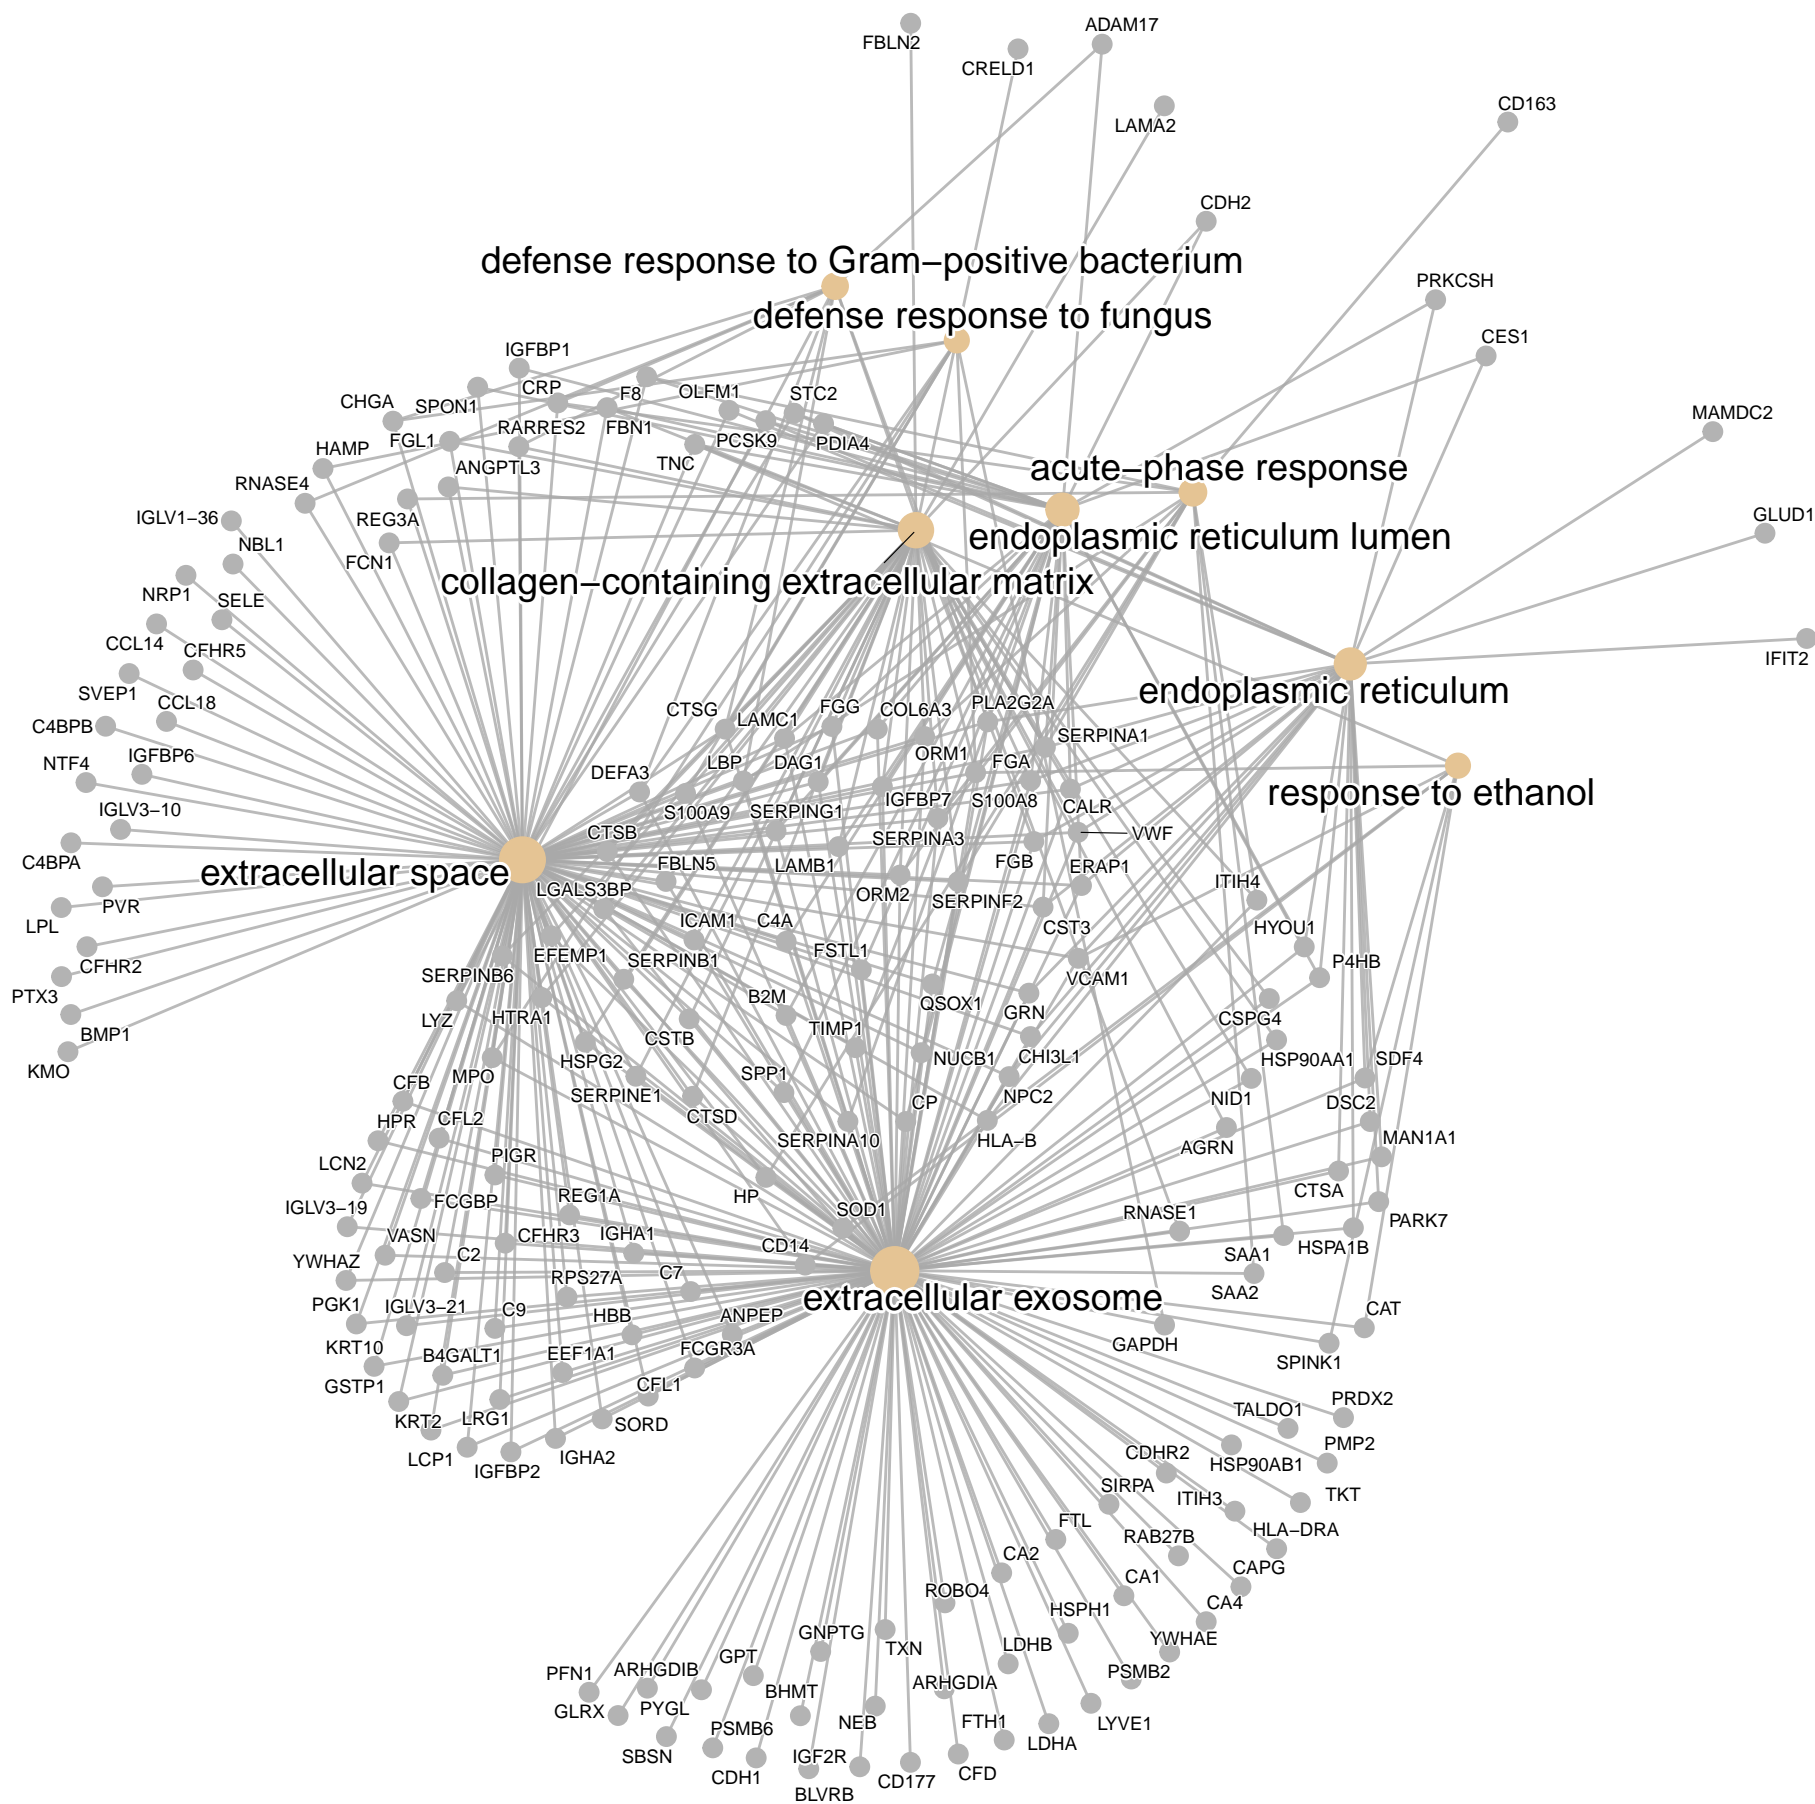 ADAM17
FBLN2
CRELD1
CD163
LAMA2
CDH2
defense response to Gram−positive bacterium
PRKCSH
defense response to fungus
CES1
IGFBP1
CRP
F8
OLFM1
STC2
CHGA
SPON1
MAMDC2
RARRES2
FBN1
FGL1
PCSK9
PDIA4
HAMP
ANGPTL3
TNC
acute−phase response
RNASE4
IGLV1−36
REG3A
GLUD1
endoplasmic reticulum lumen
NBL1
FCN1
collagen−containing extracellular matrix
NRP1
SELE
CCL14
CFHR5
IFIT2
SVEP1
endoplasmic reticulum
CCL18
CTSG
LAMC1
FGG
COL6A3
PLA2G2A
C4BPB
SERPINA1
IGFBP6
ORM1
NTF4
DEFA3
LBP
DAG1
FGA
response to ethanol
IGLV3−10
S100A9
SERPING1
IGFBP7
S100A8
CALR
CTSB
SERPINA3
VWF
C4BPA
FBLN5
LAMB1
FGB
ERAP1
extracellular space
LGALS3BP
ORM2
SERPINF2
ITIH4
PVR
LPL
ICAM1
C4A
CST3
HYOU1
EFEMP1
SERPINB1
FSTL1
P4HB
CFHR2
SERPINB6
VCAM1
PTX3
B2M
QSOX1
GRN
LYZ
HTRA1
CSPG4
BMP1
CSTB
TIMP1
KMO
HSPG2
NUCB1
CHI3L1
HSP90AA1
SDF4
CFB
MPO
SERPINE1
SPP1
CP
NPC2
NID1
DSC2
HPR
CFL2
CTSD
SERPINA10
HLA−B
AGRN
MAN1A1
LCN2
PIGR
CTSA
IGLV3−19
FCGBP
REG1A
HP
SOD1
RNASE1
PARK7
VASN
CFHR3
IGHA1
CD14
SAA1
HSPA1B
YWHAZ
C2
RPS27A
C7
SAA2
extracellular exosome
PGK1
IGLV3−21
C9
HBB
ANPEP
CAT
KRT10
B4GALT1
EEF1A1
FCGR3A
GAPDH
SPINK1
GSTP1
CFL1
KRT2
LRG1
SORD
PRDX2
TALDO1
LCP1
IGFBP2
IGHA2
PMP2
CDHR2
HSP90AB1
SIRPA
ITIH3
TKT
FTL
RAB27B
HLA−DRA
CA2
CAPG
CA1
ROBO4
HSPH1
CA4
GNPTG
TXN
LDHB
YWHAE
PFN1
ARHGDIB
GPT
PSMB2
GLRX
PYGL
BHMT
ARHGDIA
NEB
FTH1
LYVE1
PSMB6
LDHA
SBSN
IGF2R
CDH1
CD177
CFD
BLVRB